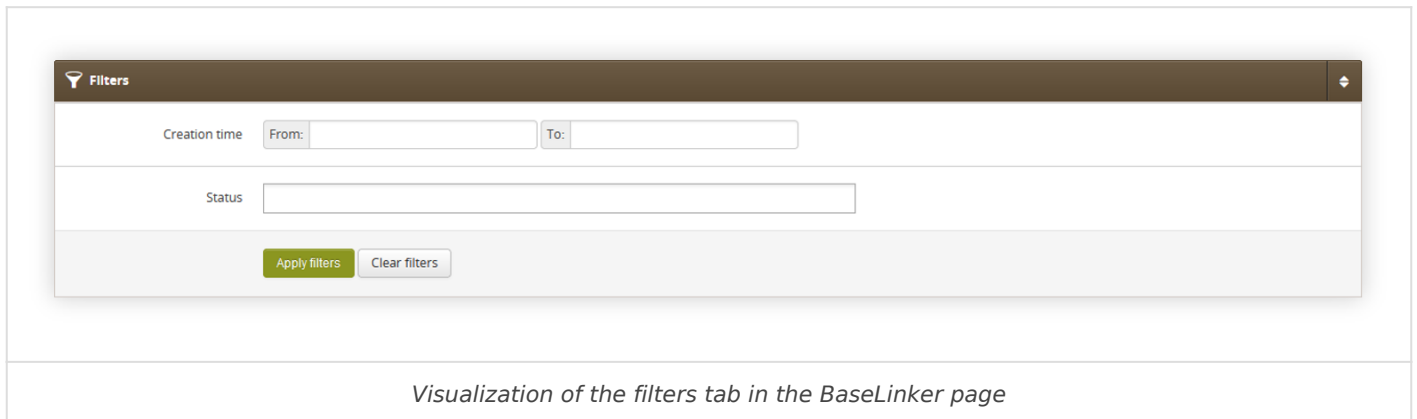 Filters
Creation time From: To:
Status
Apply filters Clear filters
Visualization of the filters tab in the BaseLinker page